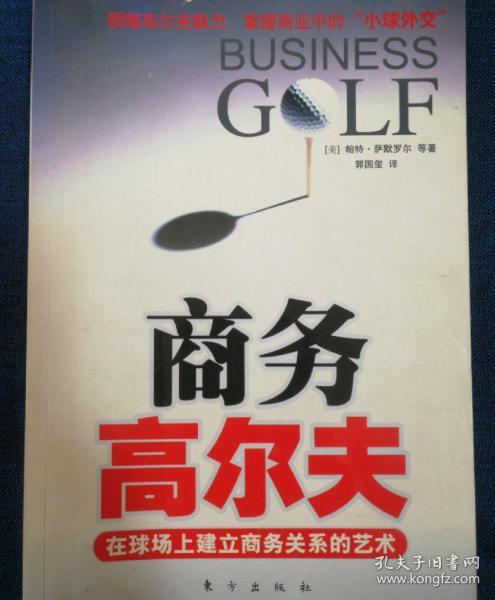 领略高尔夫魅力，掌握商业中的“小球外交”
BUSINESS
GOLF
[美] 帕特·萨默罗尔 等著
郭国玺 译
商务
高尔夫
在球场上建立商务关系的艺术
东方出版社
孔夫子旧书网
www.kongfz.com